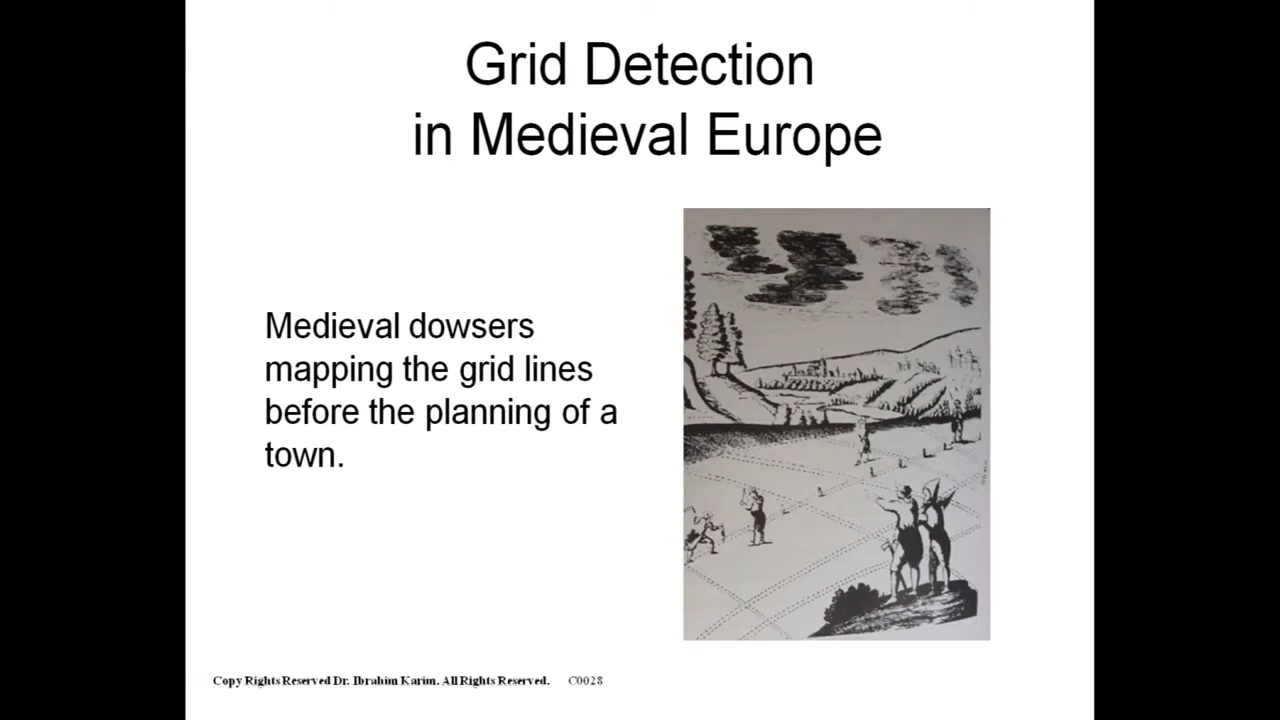 Grid Detection
in Medieval Europe
Medieval dowsers
mapping the grid lines
before the planning of a
town.
Copy Rights Reserved Dr. Ibrahim Karim. All Rights Reserved. C0028